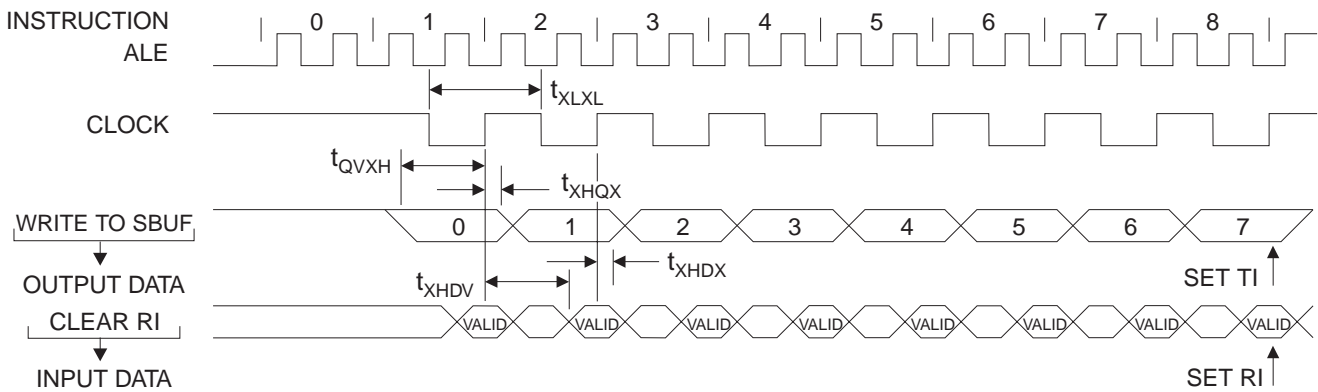 INSTRUCTION 0 1 2 3 4 5 6 7 8
ALE
tXLXL
CLOCK
tQVXH
tXHQX
WRITE TO SBUF 0 1 2 3 4 5 6 7
tXHDX
tXHDV
SET TI
OUTPUT DATA
CLEAR RI VALID VALID VALID VALID VALID VALID VALID VALID
INPUT DATA
SET RI